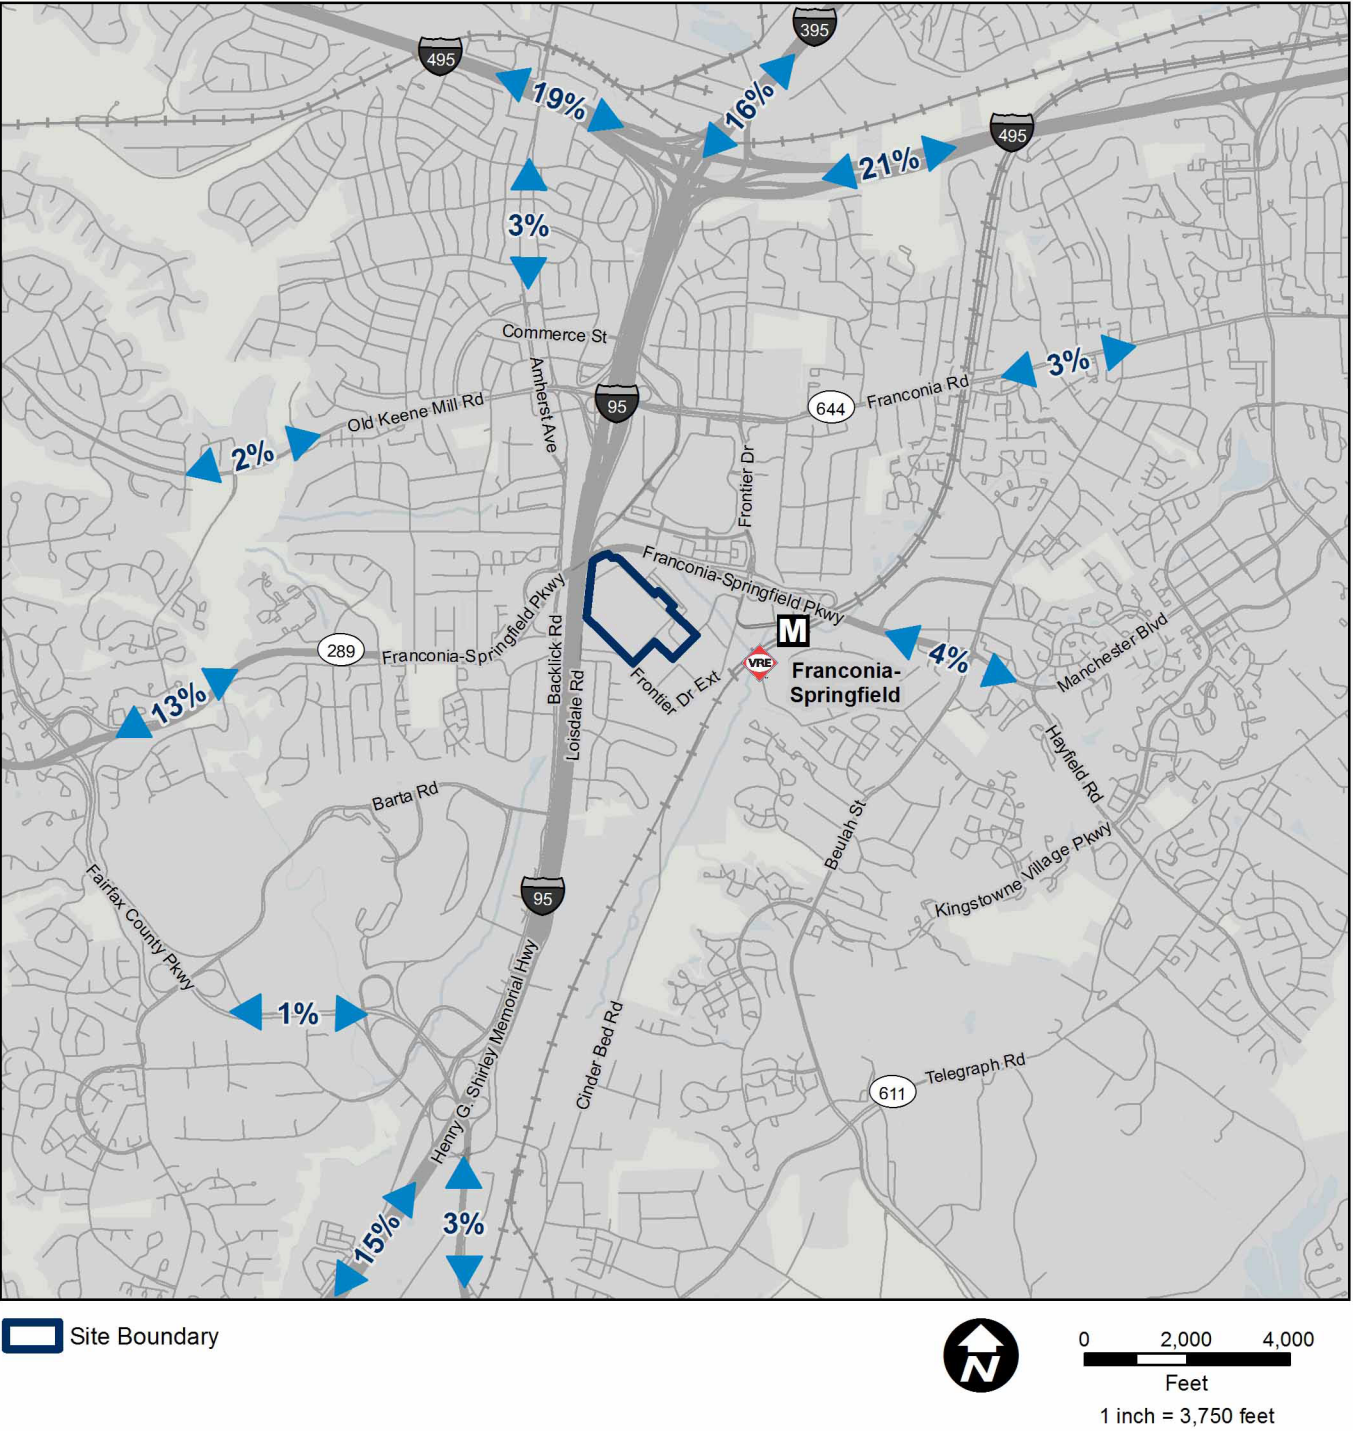 395
495
19%
16%
495
21%
3%
Commerce St
3%
Amherst Ave
Old Keene Mill Rd
95
644
Franconia Rd
2%
Frontier Dr
Franconia-Springfield Pkwy
Franconia-Springfield Pkwy
289
M
Manchester Blvd
Backlick Rd
4%
VRE
Franconia-
Springfield
13%
Loisdale Rd
Frontier Dr Ext
Hayfield Rd
Barta Rd
Beulah St
Kingstowne Village Pkwy
95
Fairfax County Pkwy
1%
Henry G. Shirley Memorial Hwy
Cinder Bed Rd
Telegraph Rd
611
15%
3%
Site Boundary
N
0 2,000 4,000
Feet
1 inch = 3,750 feet